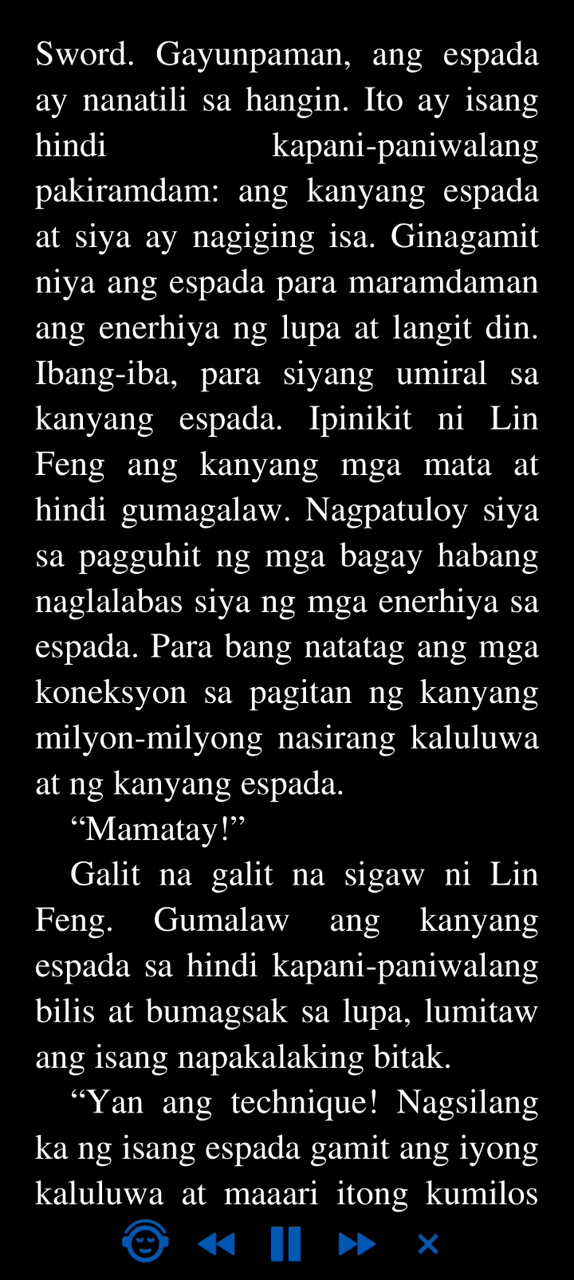 Sword. Gayunpaman, ang espada
ay nanatili sa hangin. Ito ay isang
hindi kapani-paniwalang
pakiramdam: ang kanyang espada
at siya ay nagiging isa. Ginagamit
niya ang espada para maramdaman
ang enerhiya ng lupa at langit din.
Ibang-iba, para siyang umiral sa
kanyang espada. Ipinikit ni Lin
Feng ang kanyang mga mata at
hindi gumagalaw. Nagpatuloy siya
sa pagguhit ng mga bagay habang
naglalabas siya ng mga enerhiya sa
espada. Para bang natatag ang mga
koneksyon sa pagitan ng kanyang
milyon-milyong nasirang kaluluwa
at ng kanyang espada.
“Mamatay!”
Galit na galit na sigaw ni Lin
Feng. Gumalaw ang kanyang
espada sa hindi kapani-paniwalang
bilis at bumagsak sa lupa, lumitaw
ang isang napakalaking bitak.
“Yan ang technique! Nagsilang
ka ng isang espada gamit ang iyong
kaluluwa at maaari itong kumilos